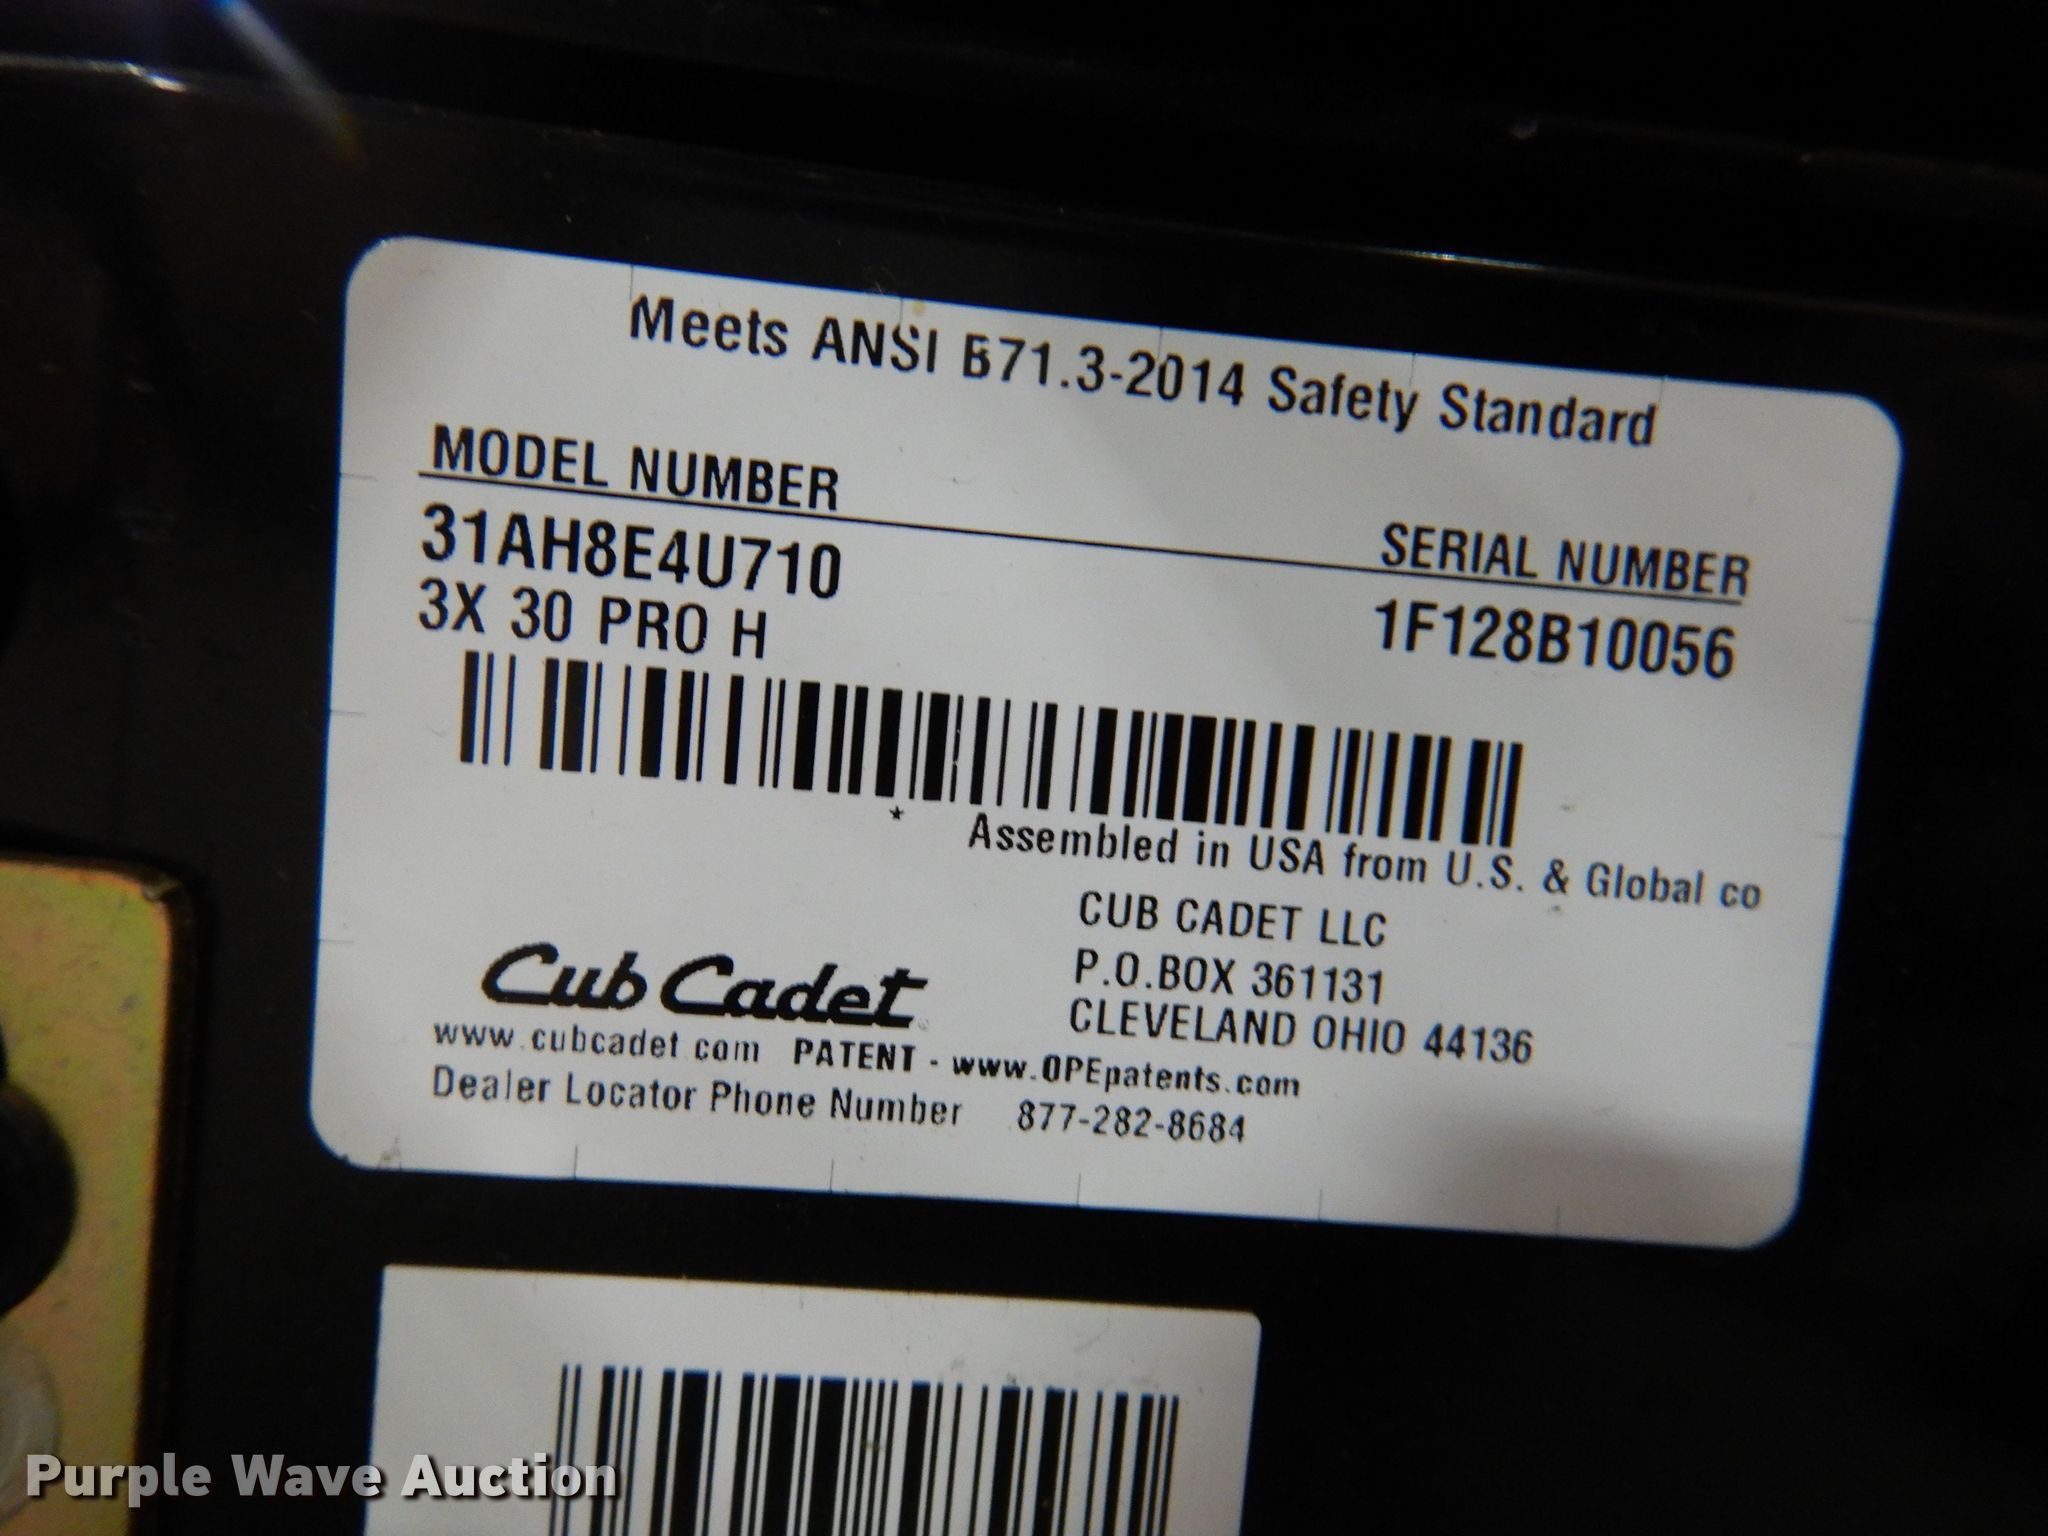 Meets ANSI B71.3-2014 Safety Standard
MODEL NUMBER
SERIAL NUMBER
31AH8E4U710
1F128B10056
3X 30 PRO H
* Assembled in USA from U.S. & Global co
CUB CADET LLC
P.O.BOX 361131
CLEVELAND OHIO 44136
Cub Cadet
www.cubcadet.com PATENT - www.OPEpatents.com
Dealer Locator Phone Number 877-282-8684
Purple Wave Auction